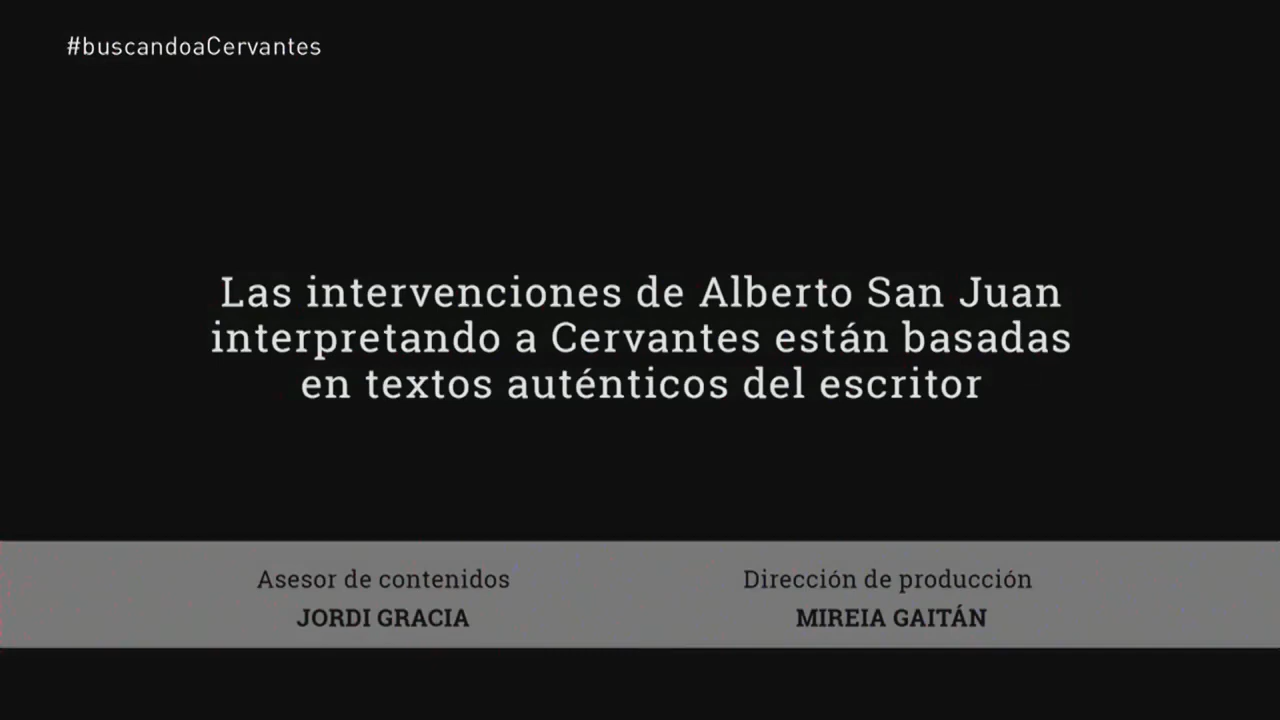 #buscandoaCervantes
Las intervenciones de Alberto San Juan
interpretando a Cervantes están basadas
en textos auténticos del escritor
Asesor de contenidos
JORDI GRACIA
Dirección de producción
MIREIA GAITÁN